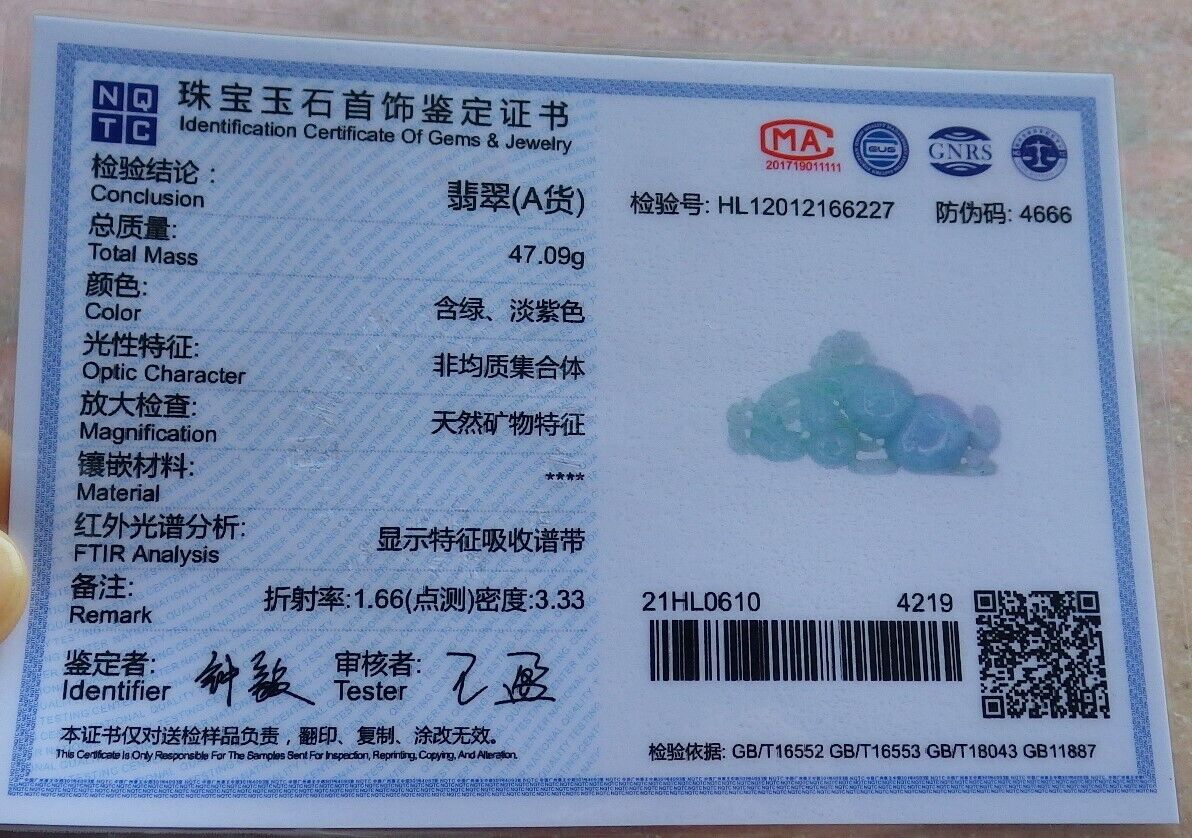 NQ
TC
珠宝玉石首饰鉴定证书
Identification Certificate Of Gems & Jewelry
检验结论:
Conclusion
翡翠(A货)
总质量:
Total Mass
47.09g
颜色:
Color
含绿、淡紫色
光性特征:
Optic Character
非均质集合体
放大检查:
Magnification
天然矿物特征
镶嵌材料:
Material
****
红外光谱分析:
FTIR Analysis
显示特征吸收谱带
备注:
Remark
折射率:1.66(点测)密度:3.33
鉴定者:
Identifier
审核者:
Tester
本证书仅对送检样品负责，翻印、复制、涂改无效。
This Certificate Is Only Responsible For The Samples Sent For Inspection, Reprinting, Copying, And Alteration.
MA
201719011111
GNRS
检验号: HL12012166227
防伪码: 4666
21HL0610
4219
检验依据: GB/T16552 GB/T16553 GB/T18043 GB11887